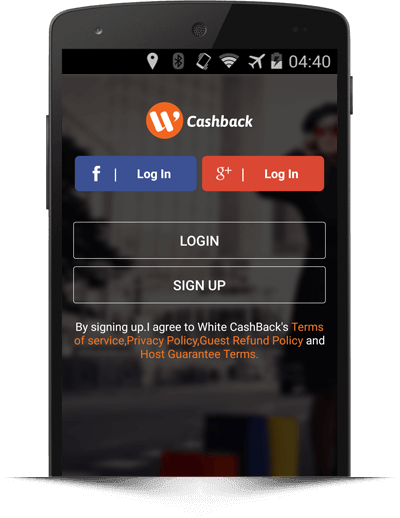 04:40
W' Cashback
f | Log In
g+ | Log In
LOGIN
SIGN UP
By signing up.I agree to White CashBack's Terms
of service,Privacy Policy,Guest Refund Policy and
Host Guarantee Terms.